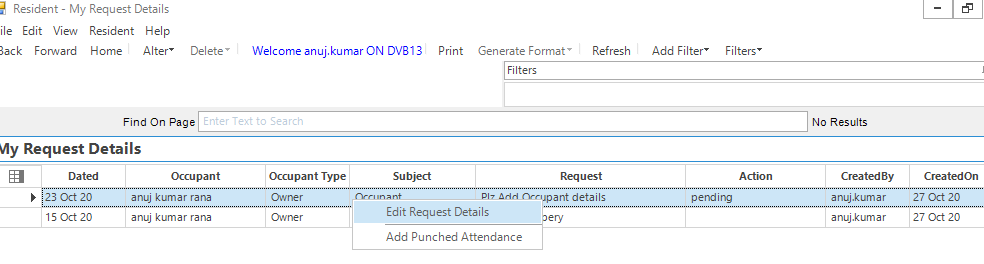 Resident - My Request Details
ile Edit View Resident Help
Back Forward Home Alter Delete Welcome anuj.kumar ON DVB13 Print Generate Format Refresh Add Filter Filters
Filters
Find On Page Enter Text to Search No Results
My Request Details
Dated Occupant Occupant Type Subject Request Action CreatedBy CreatedOn
23 Oct 20 anuj kumar rana Owner Occupant Plz Add Occupant details pending anuj.kumar 27 Oct 20
Edit Request Details
15 Oct 20 anuj kumar rana Owner pery anuj.kumar 27 Oct 20
Add Punched Attendance